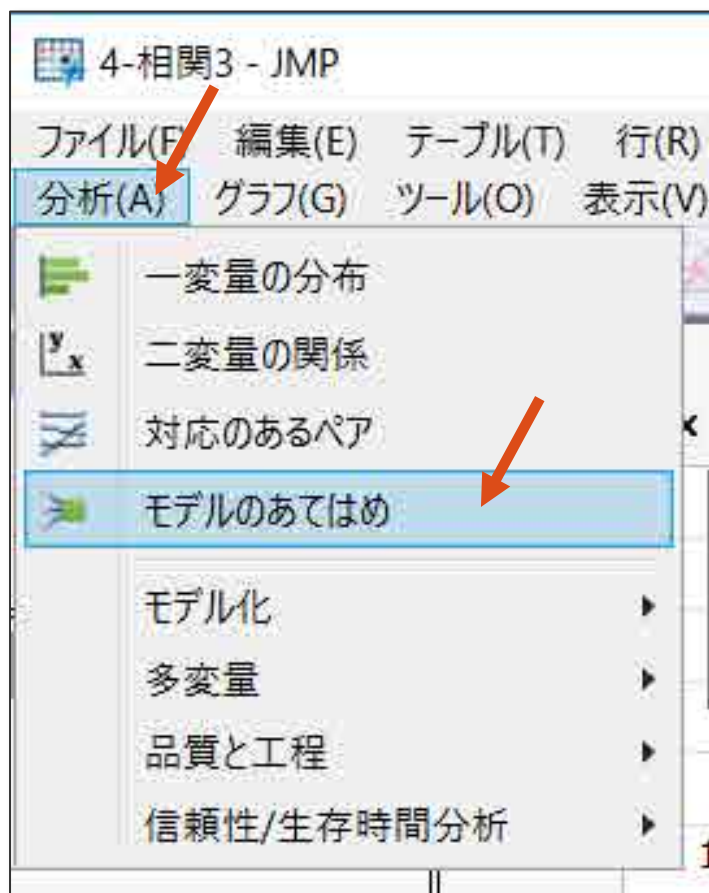 4-相関3 - JMP
ファイル(F) 編集(E) テーブル(T) 行(R)
分析(A) グラフ(G) ツール(O) 表示(V)
一変量の分布
y x 二変量の関係
対応のあるペア
モデルのあてはめ
モデル化
多変量
品質と工程
信頼性/生存時間分析